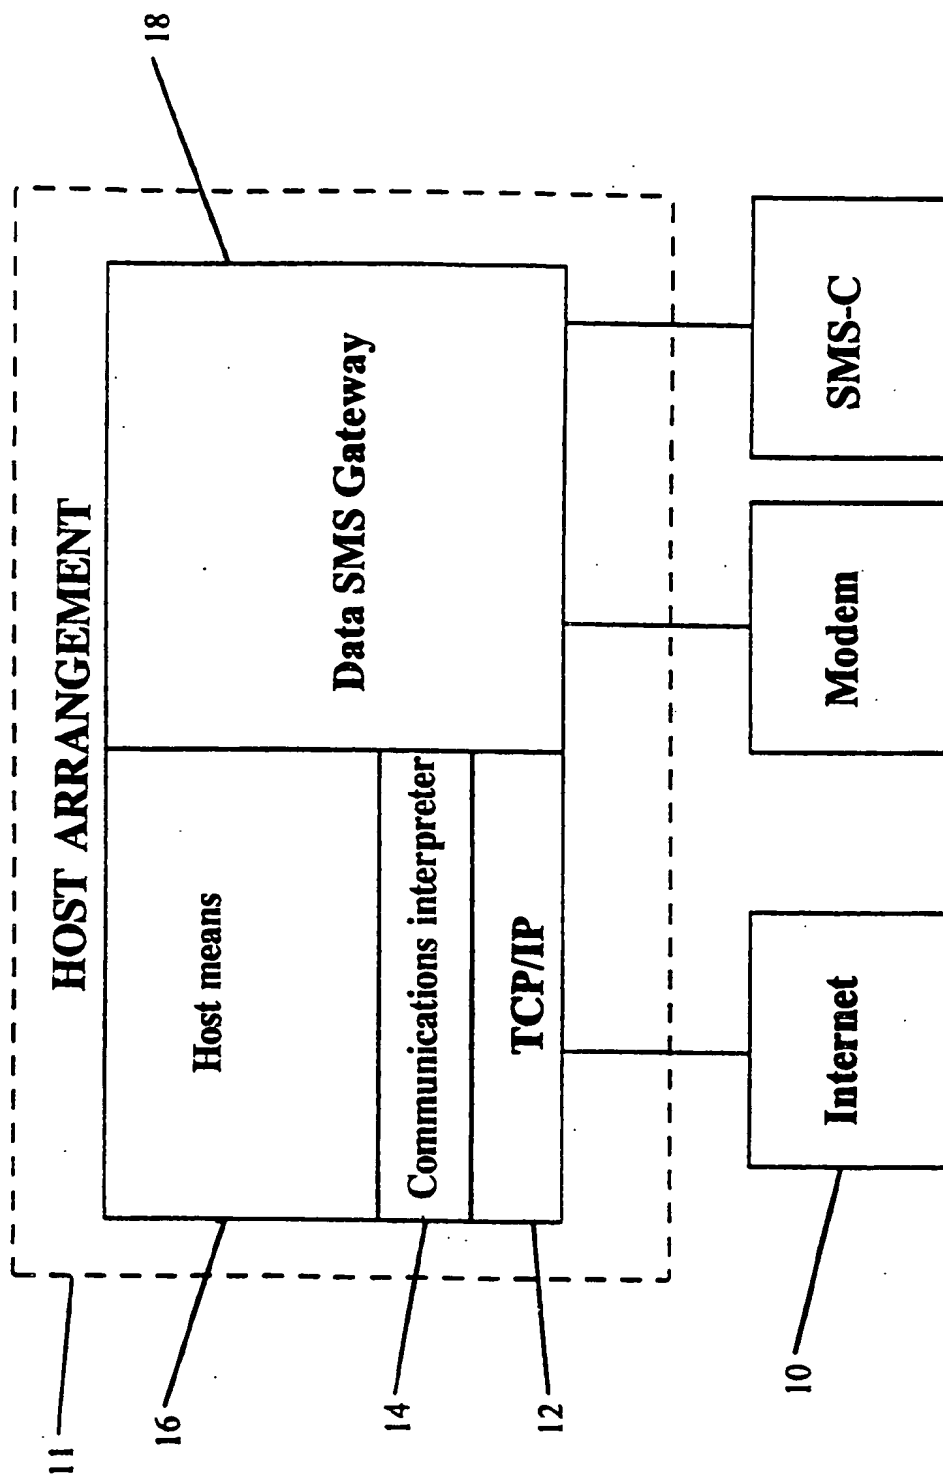 HOST ARRANGEMENT
11
16
Host means
14
Communications interpreter
12
TCP/IP
18
Data SMS Gateway
10
Internet
Modem
SMS-C